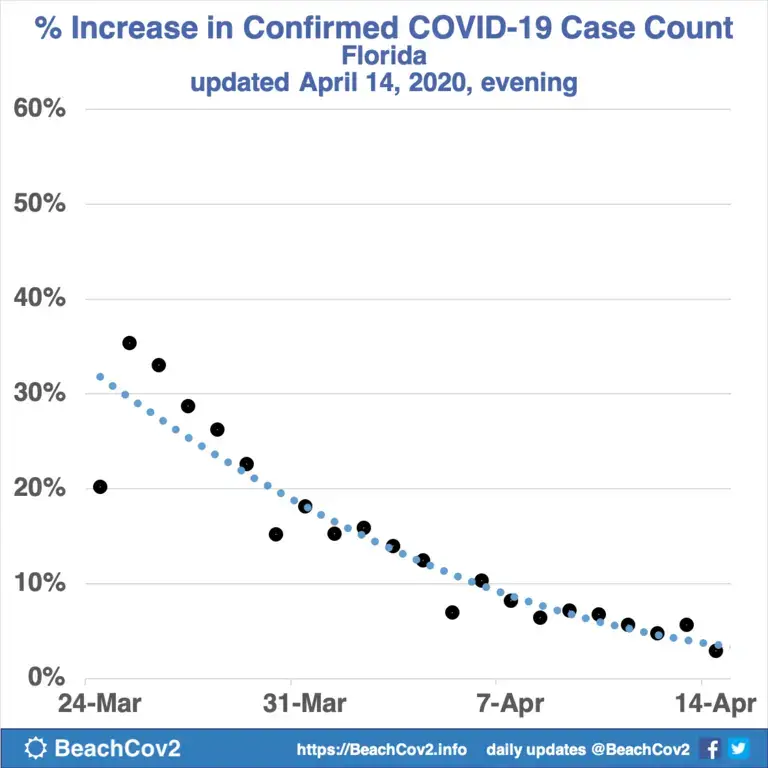 % Increase in Confirmed COVID-19 Case Count
Florida
updated April 14, 2020, evening
60%
50%
40%
30%
20%
10%
0%
24-Mar 31-Mar 7-Apr 14-Apr
BeachCov2 https://BeachCov2.info daily updates @BeachCov2